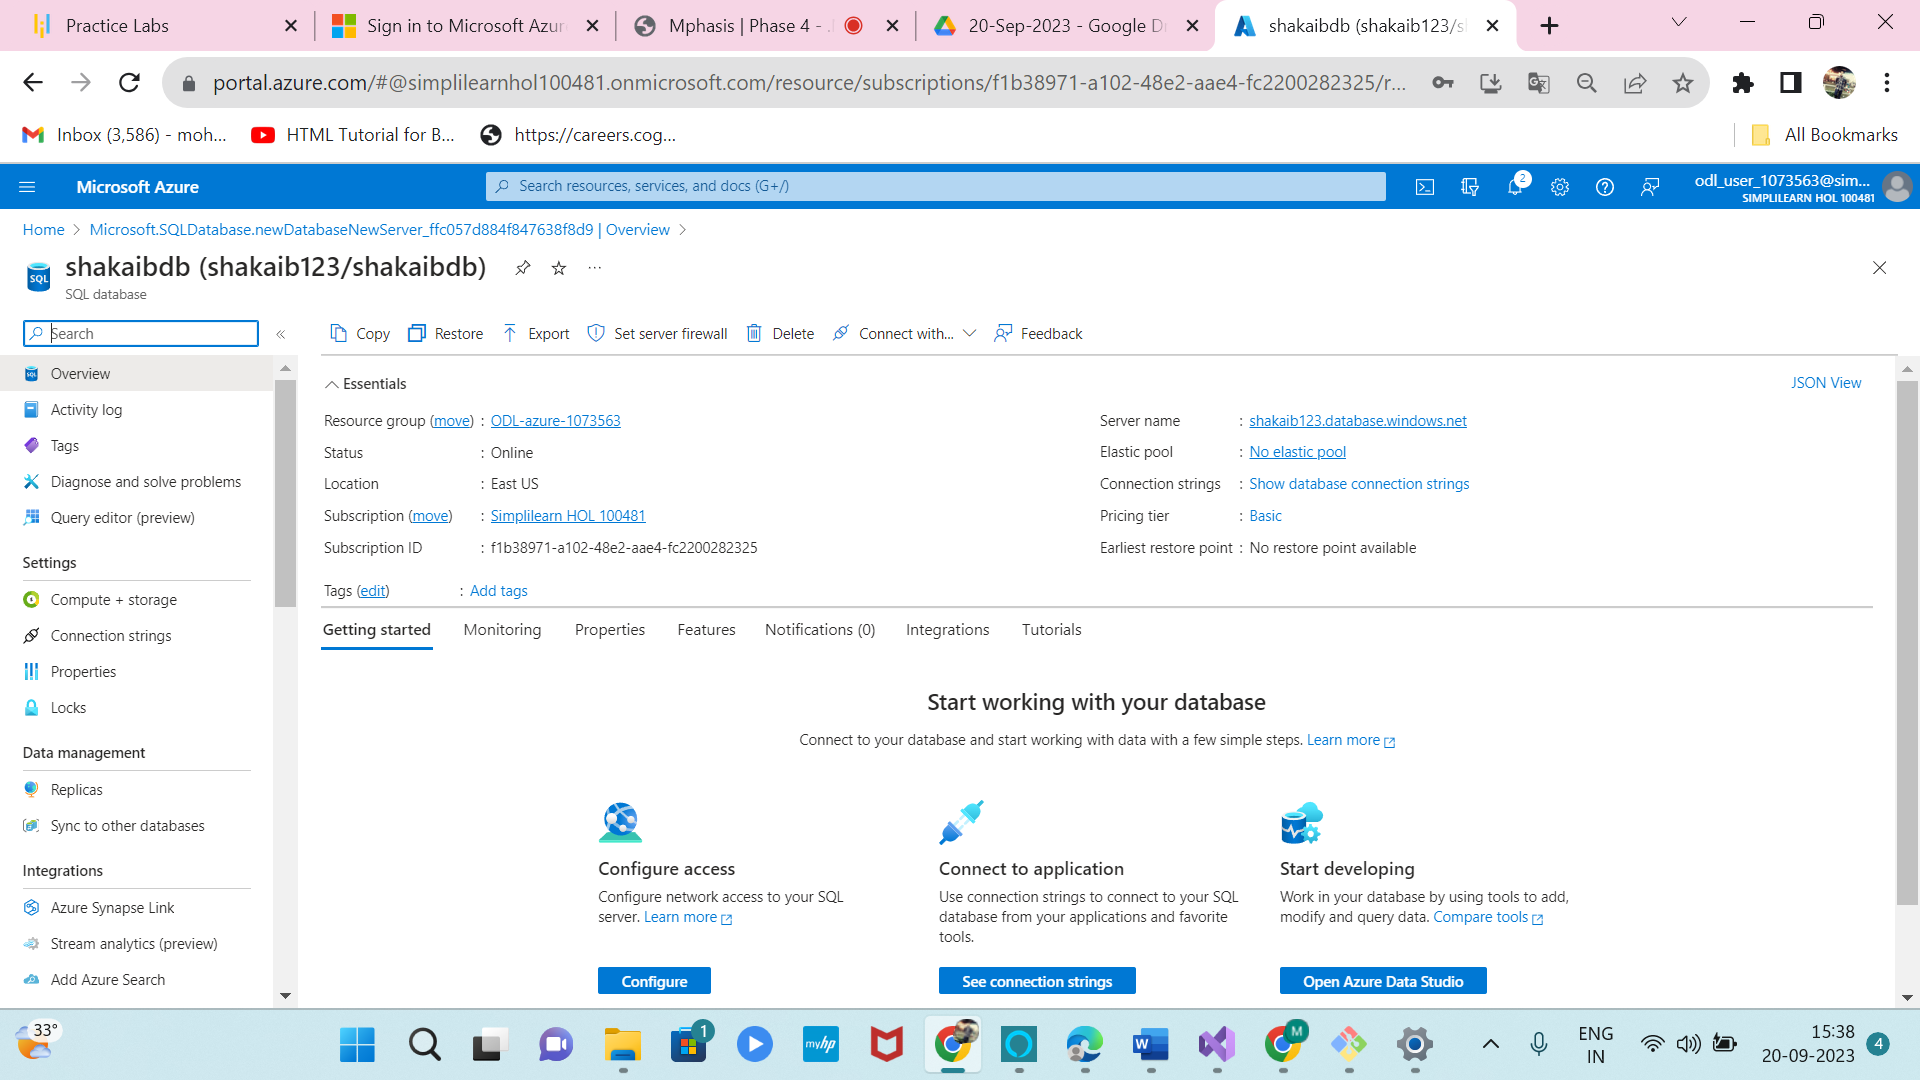 Practice Labs
Sign in to Microsoft Azur
Mphasis | Phase 4 -
20-Sep-2023 - Google D
shakaibdb (shakaib123/s
portal.azure.com/#@simplilearnhol100481.onmicrosoft.com/resource/subscriptions/f1b38971-a102-48e2-aae4-fc2200282325/r...
Inbox (3,586) - moh...
HTML Tutorial for B...
https://careers.cog...
All Bookmarks
Microsoft Azure
Search resources, services, and docs (G+/)
2
odl_user_1073563@sim...
SIMPLILEARN HOL 100481
Home > Microsoft.SQLDatabase.newDatabaseNewServer_ffc057d884f847638f8d9 | Overview >
SQL
shakaibdb (shakaib123/shakaibdb)
SQL database
Search
Copy
Restore
Export
Set server firewall
Delete
Connect with...
Feedback
Overview
Activity log
Tags
Diagnose and solve problems
Query editor (preview)
Settings
Compute + storage
Connection strings
Properties
Locks
Data management
Replicas
Sync to other databases
Integrations
Azure Synapse Link
Stream analytics (preview)
Add Azure Search
Essentials
JSON View
Resource group (move) : ODL-azure-1073563
Status : Online
Location : East US
Subscription (move) : Simplilearn HOL 100481
Subscription ID : f1b38971-a102-48e2-aae4-fc2200282325
Tags (edit) : Add tags
Server name : shakaib123.database.windows.net
Elastic pool : No elastic pool
Connection strings : Show database connection strings
Pricing tier : Basic
Earliest restore point : No restore point available
Getting started
Monitoring
Properties
Features
Notifications (0)
Integrations
Tutorials
Start working with your database
Connect to your database and start working with data with a few simple steps. Learn more
Configure access
Configure network access to your SQL
server. Learn more
Configure
Connect to application
Use connection strings to connect to your SQL
database from your applications and favorite
tools.
See connection strings
Start developing
Work in your database by using tools to add,
modify and query data. Compare tools
Open Azure Data Studio
33°
1
myhp
W
M
ENG
IN
15:38
20-09-2023
4